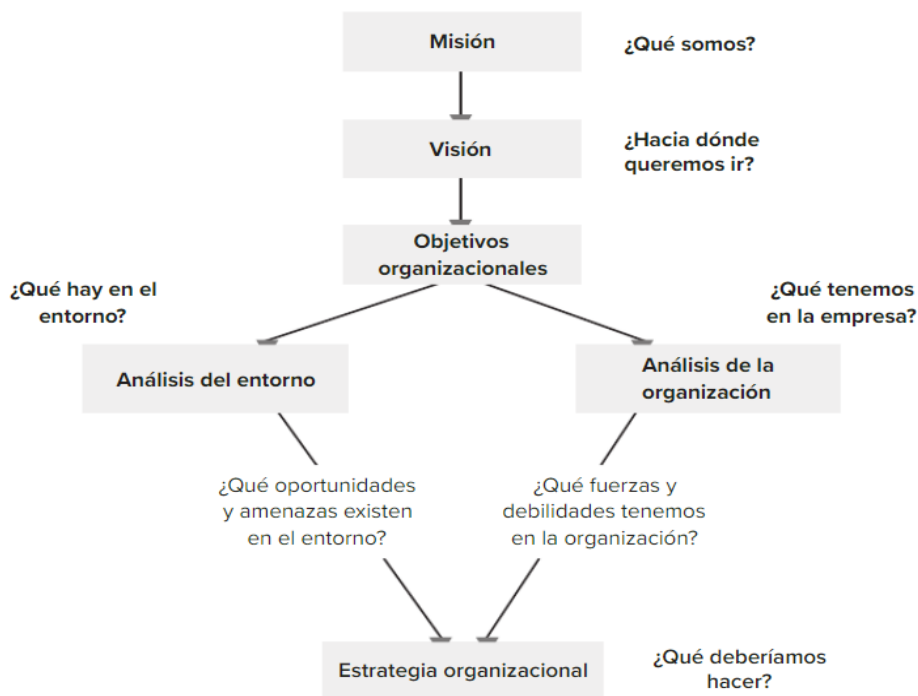 Misión
¿Qué somos?
Visión
¿Hacia dónde
queremos ir?
Objetivos
organizacionales
¿Qué hay en el
entorno?
¿Qué tenemos
en la empresa?
Análisis del entorno
Análisis de la
organización
¿Qué oportunidades
y amenazas existen
en el entorno?
¿Qué fuerzas y
debilidades tenemos
en la organización?
Estrategia organizacional
¿Qué deberíamos
hacer?